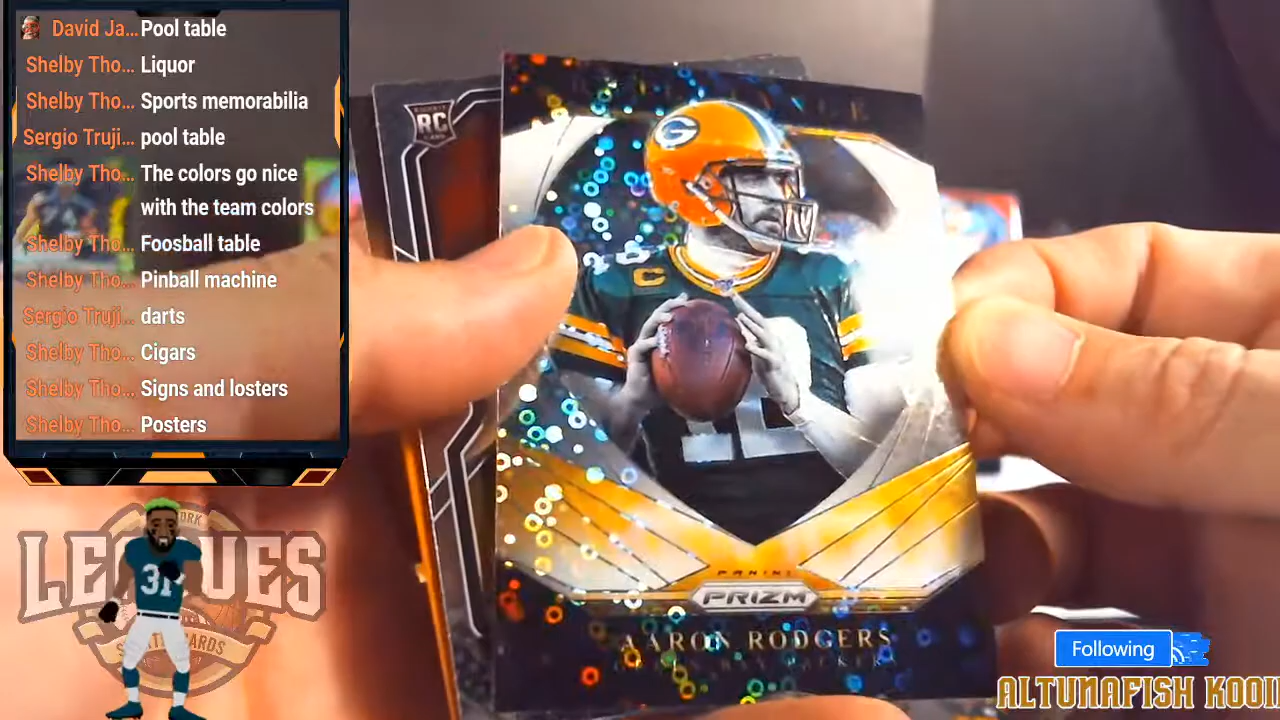 David Ja... Pool table
Shelby Tho... Liquor
Shelby Tho... Sports memorabilia
Sergio Truji... pool table
Shelby Tho... The colors go nice
with the team colors
Shelby Tho... Foosball table
Shelby Tho... Pinball machine
Sergio Truji... darts
Shelby Tho... Cigars
Shelby Tho... Signs and losters
Shelby Tho... Posters
RC
G
C
PANINI
PRIZM
AARON RODGERS
31
Following
ALTUNAFISH KOOI